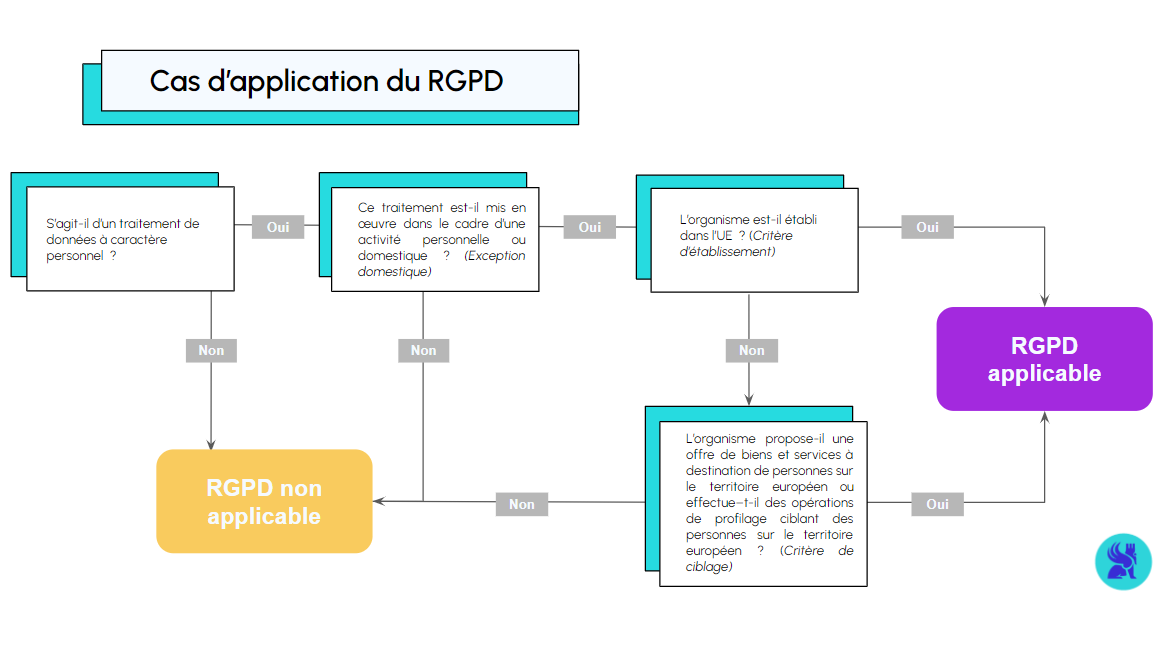 Cas d'application du RGPD
S'agit-il d'un traitement de
données à caractère
personnel ?
Oui
Ce traitement est-il mis en
œuvre dans le cadre d'une
activité personnelle ou
domestique ? (Exception
domestique)
Oui
L'organisme est-il établi
dans l'UE ? (Critère
d'établissement)
Oui
Non
Non
Non
RGPD
applicable
L'organisme propose-il une
offre de biens et services à
destination de personnes sur
le territoire européen ou
effectue–t-il des opérations
de profilage ciblant des
personnes sur le territoire
européen ? (Critère de
ciblage)
RGPD non
applicable
Non
Oui